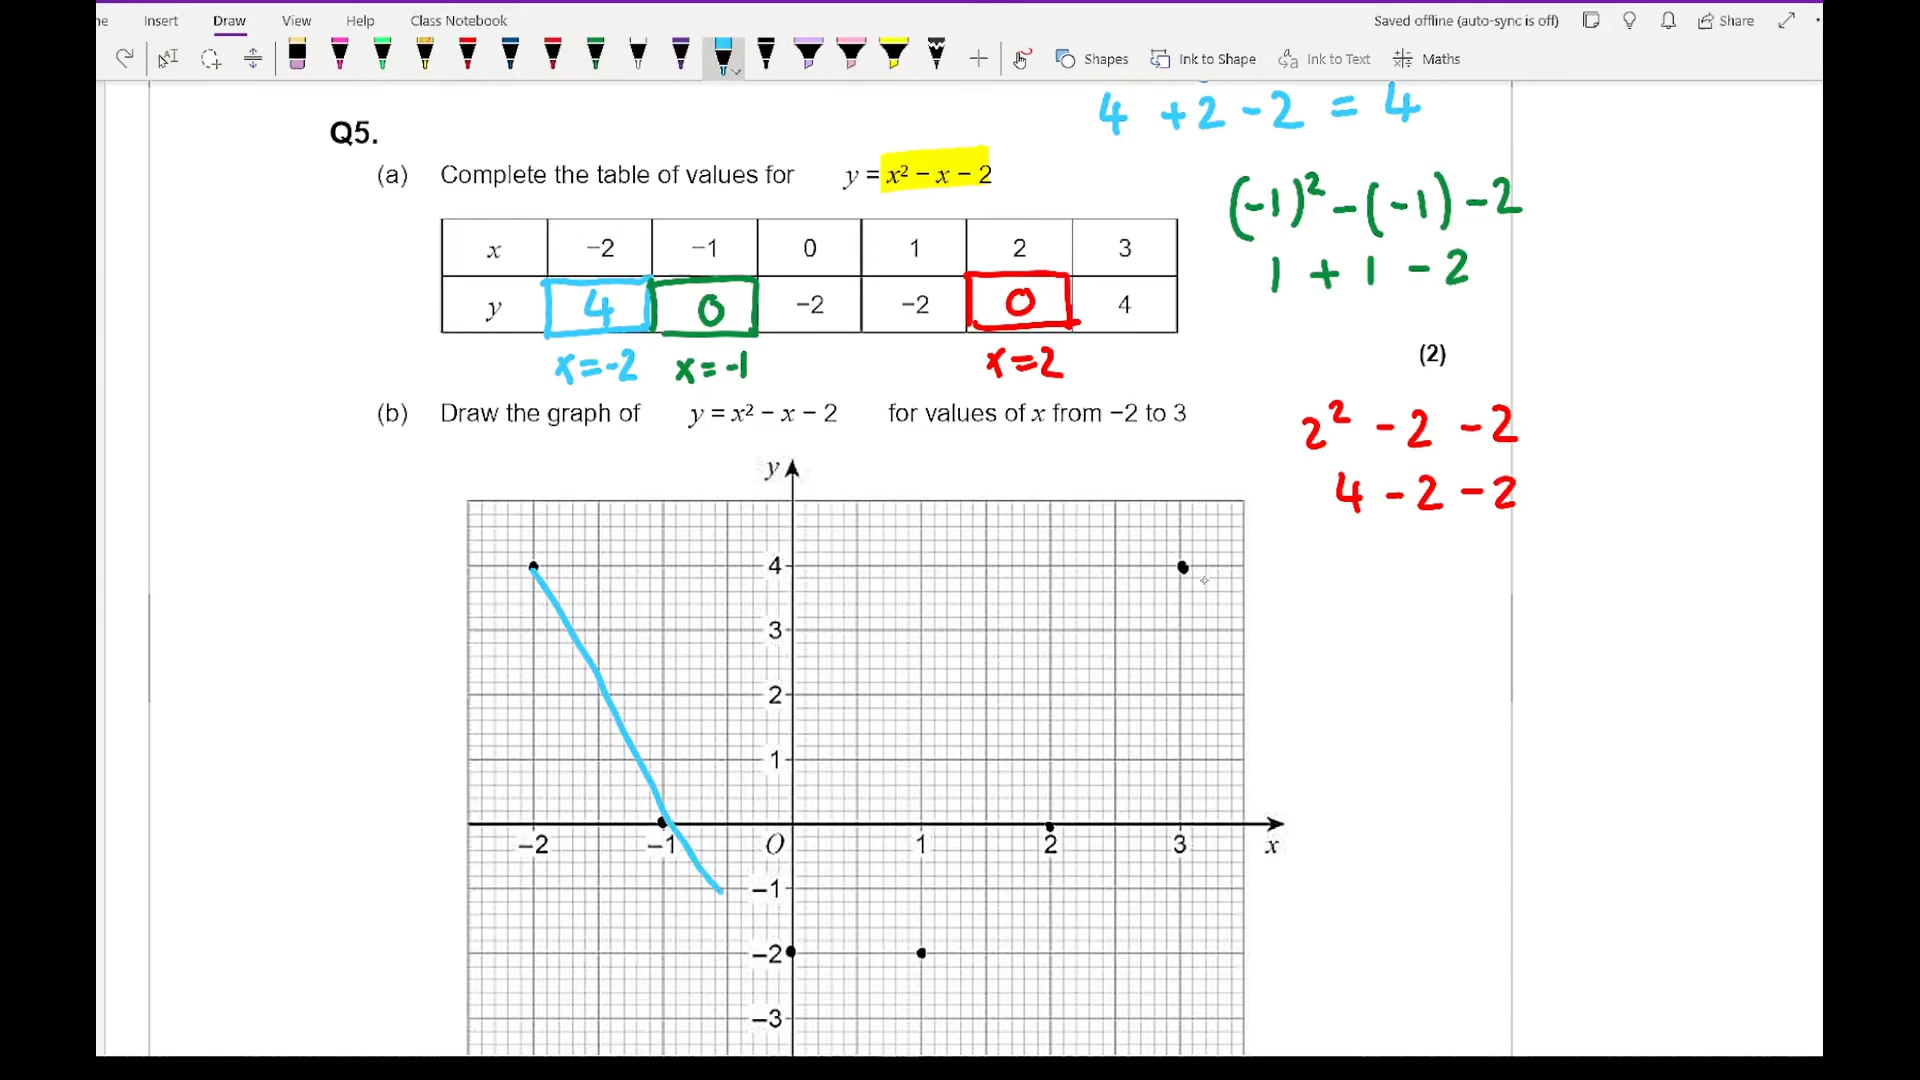 Insert Draw View Help Class Notebook Saved offline (auto-sync is off) Share
Shapes Ink to Shape Ink to Text Maths
4 + 2 - 2 = 4
Q5.
(a) Complete the table of values for y = x² − x − 2
(-1)² - (-1) - 2
x −2 −1 0 1 2 3
1 + 1 - 2
y 4 0 −2 −2 0 4
x = -2 x = -1 x = 2
(2)
(b) Draw the graph of y = x² − x − 2 for values of x from −2 to 3
2² - 2 - 2
4 - 2 - 2
y
4
3
2
1
−2 −1 O 1 2 3 x
−1
−2
−3